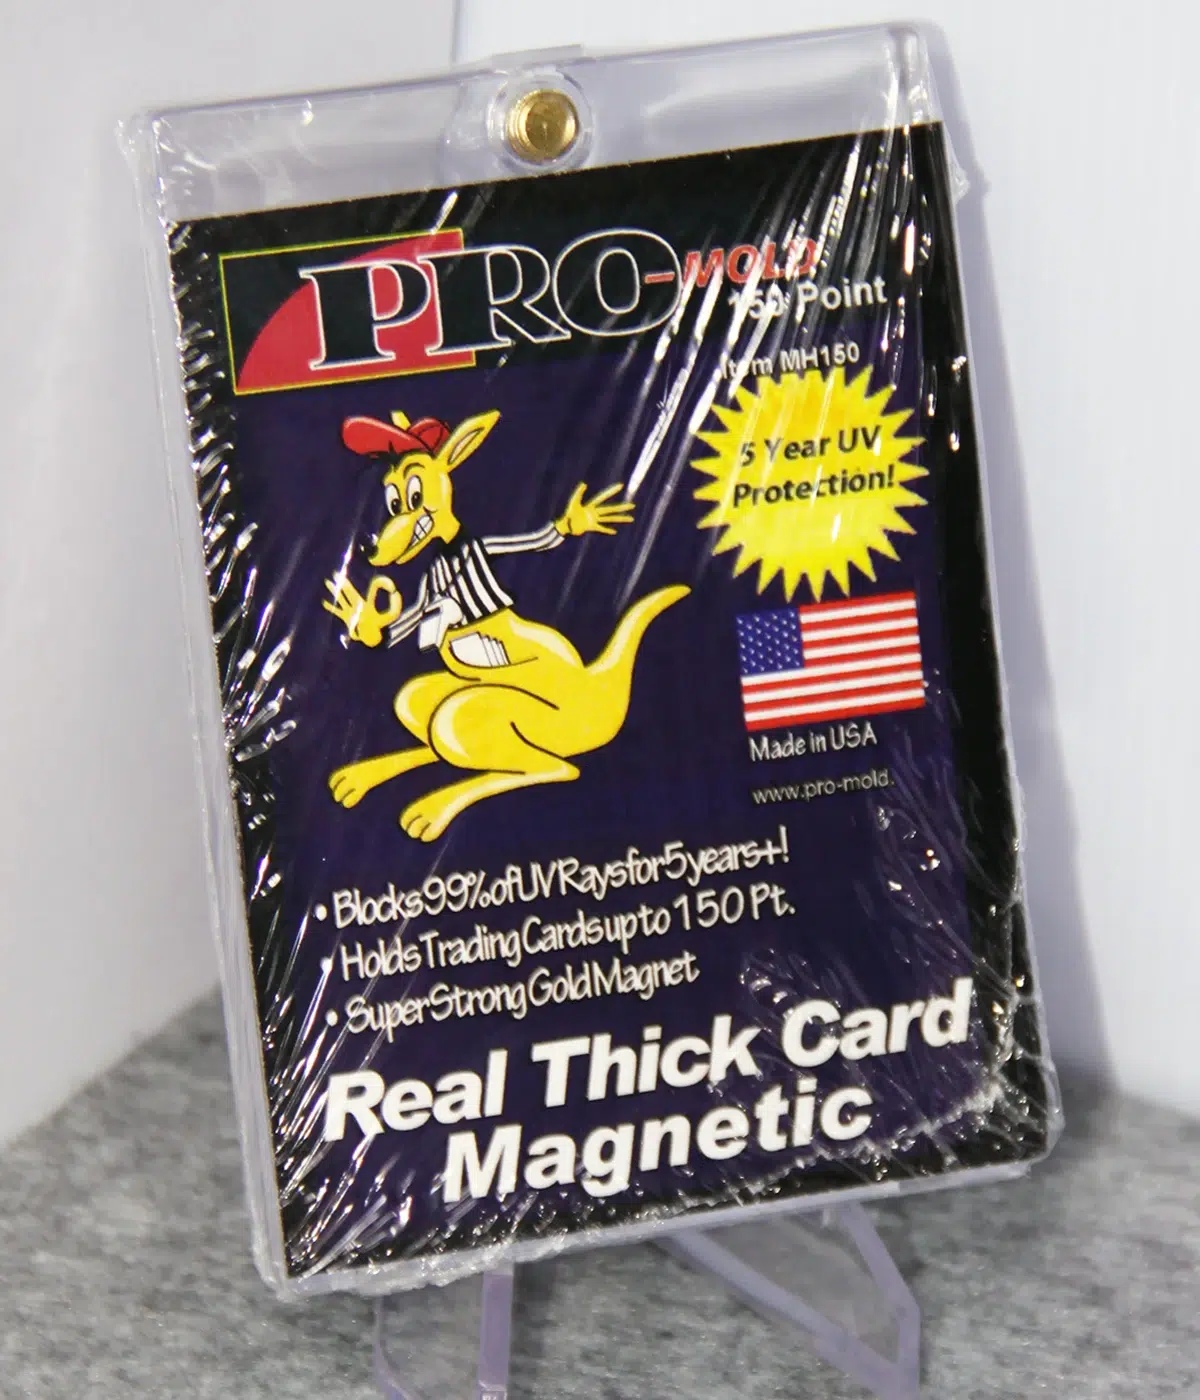 PRO-MOLD
150 Point
Item MH150
5 Year UV
Protection!
Made in USA
www.pro-mold.
• Blocks 99% of UV Rays for 5 years+!
• Holds Trading Cards up to 150 Pt.
• Super Strong Gold Magnet
Real Thick Card
Magnetic